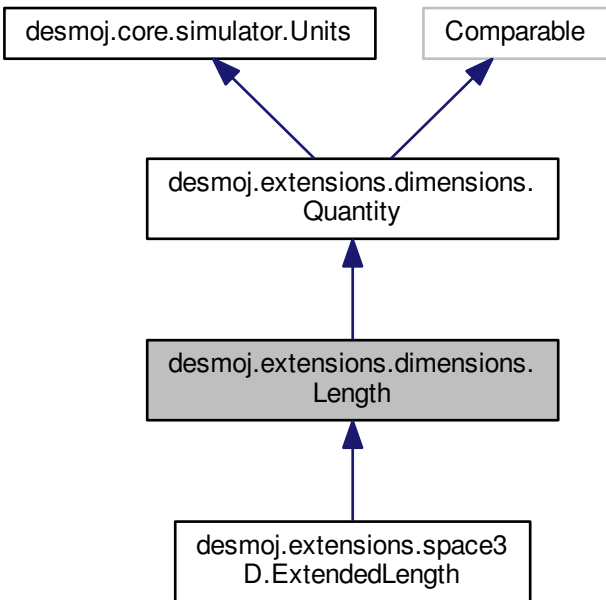 desmoj.core.simulator.Units
Comparable
desmoj.extensions.dimensions.
Quantity
desmoj.extensions.dimensions.
Length
desmoj.extensions.space3
D.ExtendedLength